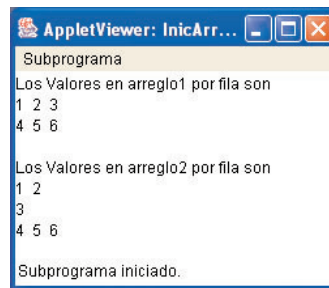 AppletViewer: InicArr...
Subprograma
Los Valores en arreglo1 por fila son
1 2 3
4 5 6
Los Valores en arreglo2 por fila son
1 2
3
4 5 6
Subprograma iniciado.